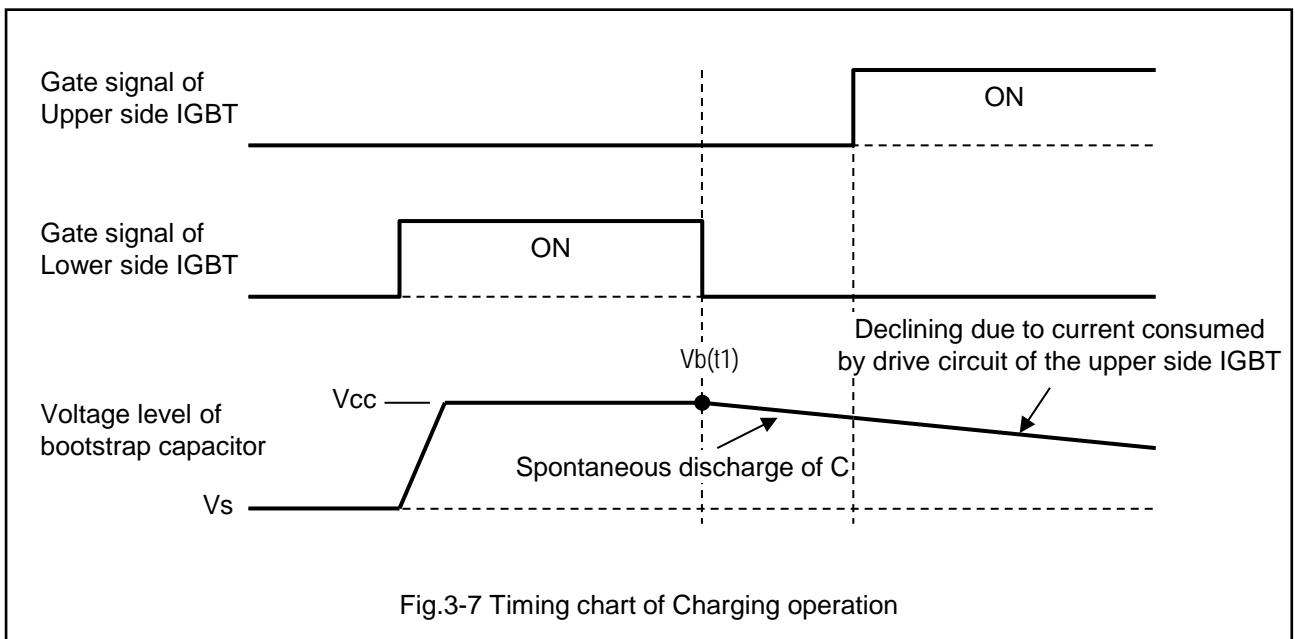 Gate signal of
Upper side IGBT
ON
Gate signal of
Lower side IGBT
ON
Declining due to current consumed
by drive circuit of the upper side IGBT
Vb(t1)
Vcc
Voltage level of
bootstrap capacitor
Spontaneous discharge of C
Vs
Fig.3-7 Timing chart of Charging operation